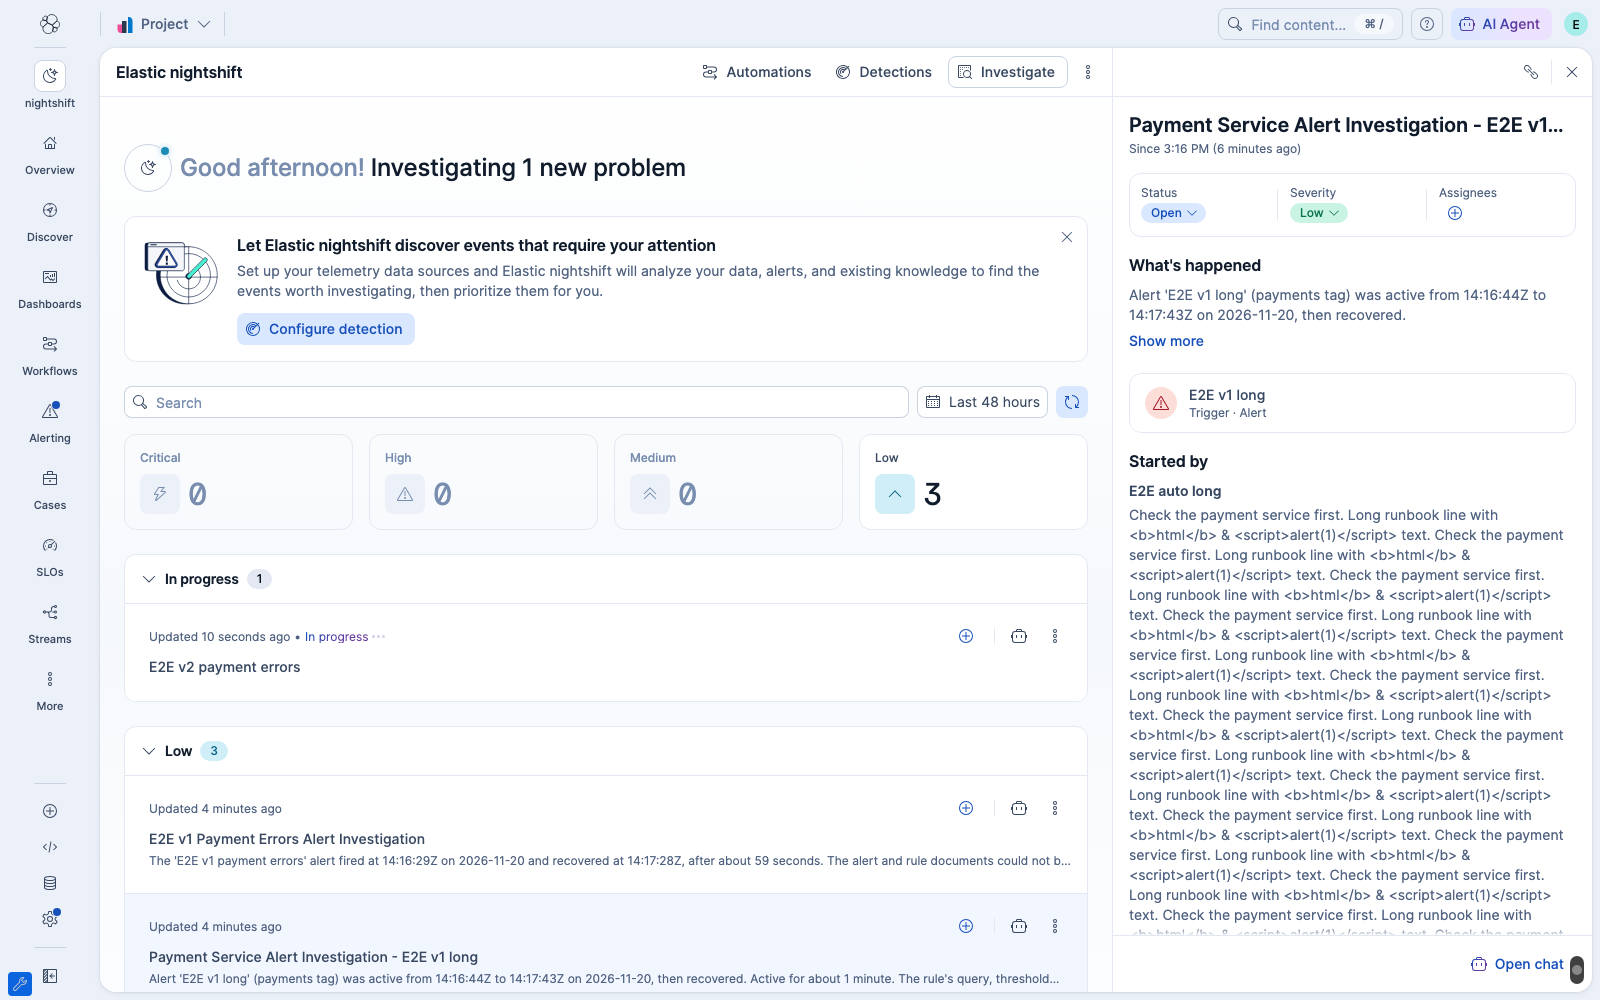 Project
Find content...
⌘ /
AI Agent
E
nightshift
Overview
Discover
Dashboards
Workflows
Alerting
Cases
SLOs
Streams
More
Elastic nightshift
Automations
Detections
Investigate
Good afternoon! Investigating 1 new problem
Let Elastic nightshift discover events that require your attention
Set up your telemetry data sources and Elastic nightshift will analyze your data, alerts, and existing knowledge to find the
events worth investigating, then prioritize them for you.
Configure detection
Search
Last 48 hours
Critical
0
High
0
Medium
0
Low
3
In progress 1
Updated 10 seconds ago • In progress
E2E v2 payment errors
Low 3
Updated 4 minutes ago
E2E v1 Payment Errors Alert Investigation
The 'E2E v1 payment errors' alert fired at 14:16:29Z on 2026-11-20 and recovered at 14:17:28Z, after about 59 seconds. The alert and rule documents could not b...
Updated 4 minutes ago
Payment Service Alert Investigation - E2E v1 long
Alert 'E2E v1 long' (payments tag) was active from 14:16:44Z to 14:17:43Z on 2026-11-20, then recovered. Active for about 1 minute. The rule's query, threshold...
Payment Service Alert Investigation - E2E v1...
Since 3:16 PM (6 minutes ago)
Status
Open
Severity
Low
Assignees
What's happened
Alert 'E2E v1 long' (payments tag) was active from 14:16:44Z to
14:17:43Z on 2026-11-20, then recovered.
Show more
E2E v1 long
Trigger · Alert
Started by
E2E auto long
Check the payment service first. Long runbook line with
<b>html</b> & <script>alert(1)</script> text. Check the payment
service first. Long runbook line with <b>html</b> &
<script>alert(1)</script> text. Check the payment service first.
Long runbook line with <b>html</b> & <script>alert(1)</script>
text. Check the payment service first. Long runbook line with
<b>html</b> & <script>alert(1)</script> text. Check the payment
service first. Long runbook line with <b>html</b> &
<script>alert(1)</script> text. Check the payment service first.
Long runbook line with <b>html</b> & <script>alert(1)</script>
text. Check the payment service first. Long runbook line with
<b>html</b> & <script>alert(1)</script> text. Check the payment
service first. Long runbook line with <b>html</b> &
<script>alert(1)</script> text. Check the payment service first.
Long runbook line with <b>html</b> & <script>alert(1)</script>
text. Check the payment service first. Long runbook line with
<b>html</b> & <script>alert(1)</script> text. Check the payment
service first. Long runbook line with <b>html</b> &
<script>alert(1)</script> text. Check the payment service first.
Long runbook line with <b>html</b> & <script>alert(1)</script>
text. Check the payment service first. Long runbook line with
<b>html</b> & <script>alert(1)</script> text. Check the payment
Open chat